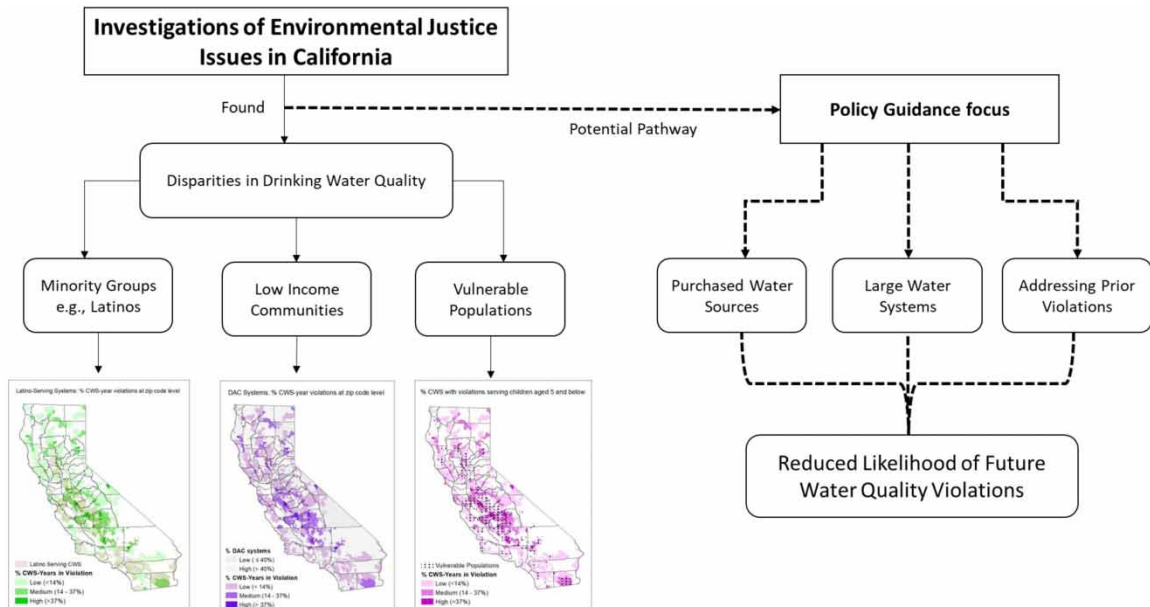 Investigations of Environmental Justice
Issues in California
Found
Potential Pathway
Policy Guidance focus
Disparities in Drinking Water Quality
Minority Groups
e.g., Latinos
Low Income
Communities
Vulnerable
Populations
Purchased Water
Sources
Large Water
Systems
Addressing Prior
Violations
Latino-Serving Systems: % CWS-year violations at zip code level
Latino Serving CWS
% CWS-Years in Violation
Low (<14%)
Medium (14 - 37%)
High (>37%)
DAC Systems: % CWS-year violations at zip code level
% DAC systems
Low ( ≤ 40%)
High (> 40%)
% CWS-Years in Violation
Low (< 14%)
Medium (14 - 37%)
High (> 37%)
% CWS with violations serving children aged 5 and below
Vulnerable Populations
% CWS-Years in Violation
Low (<14%)
Medium (14 - 37%)
High (>37%)
Reduced Likelihood of Future
Water Quality Violations